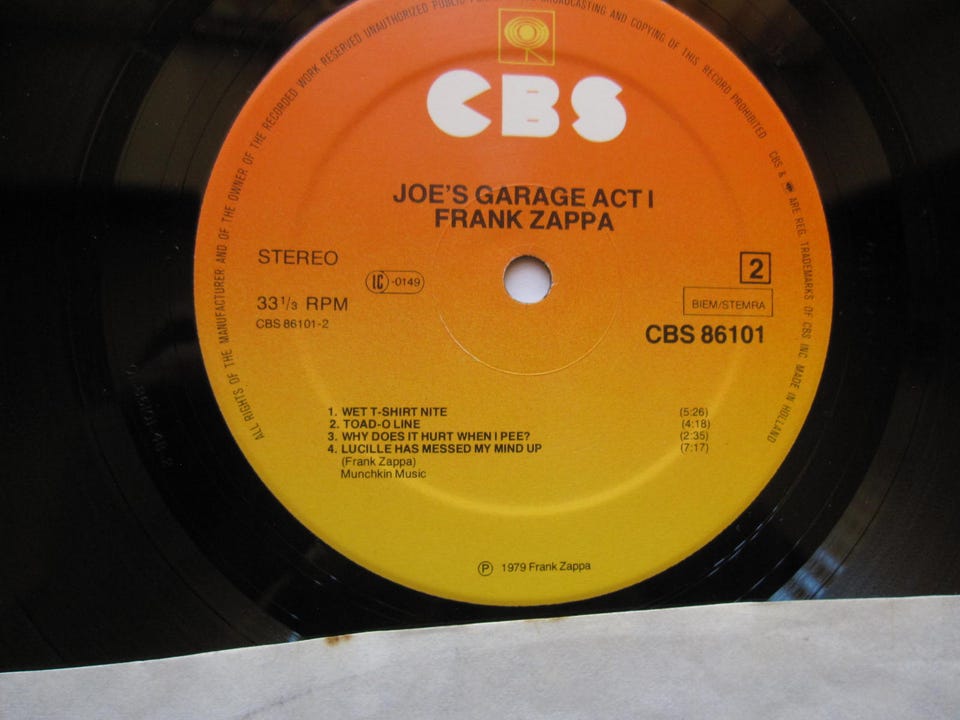 ALL RIGHTS OF THE MANUFACTURER AND OF THE OWNER OF THE RECORDED WORK RESERVED UNAUTHORIZED PUBLIC BROADCASTING AND COPYING OF THIS RECORD PROHIBITED
CBS & ARE REG. TRADEMARKS OF CBS INC. MADE IN HOLLAND
CBS
JOE'S GARAGE ACT I
FRANK ZAPPA
STEREO
LC -0149
2
33 1/3 RPM
BIEM/STEMRA
CBS 86101-2
CBS 86101
1. WET T-SHIRT NITE (5:26)
2. TOAD-O LINE (4:18)
3. WHY DOES IT HURT WHEN I PEE? (2:35)
4. LUCILLE HAS MESSED MY MIND UP (7:17)
(Frank Zappa)
Munchkin Music
℗ 1979 Frank Zappa